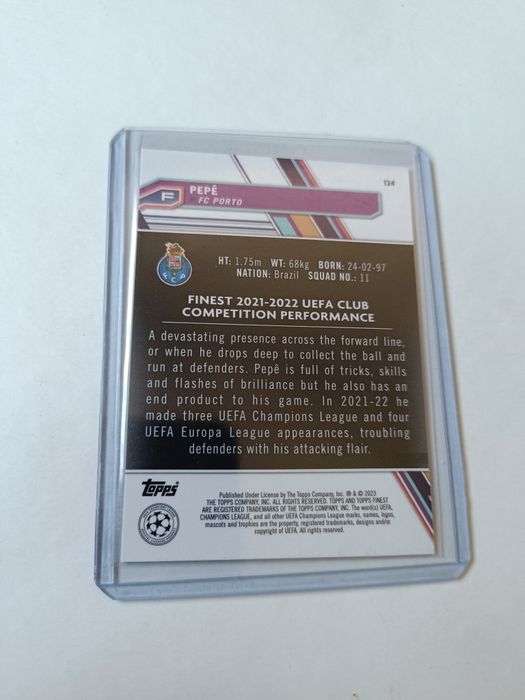 134
PEPÊ
FC PORTO
F
F.C.P
HT: 1.75m WT: 68kg BORN: 24-02-97
NATION: Brazil SQUAD NO.: 11
FINEST 2021-2022 UEFA CLUB
COMPETITION PERFORMANCE
A devastating presence across the forward line,
or when he drops deep to collect the ball and
run at defenders. Pepê is full of tricks, skills
and flashes of brilliance but he also has an
end product to his game. In 2021-22 he
made three UEFA Champions League and four
UEFA Europa League appearances, troubling
defenders with his attacking flair.
Topps
Published Under License by The Topps Company, Inc. ® & © 2023
THE TOPPS COMPANY, INC. ALL RIGHTS RESERVED. TOPPS AND TOPPS FINEST
ARE REGISTERED TRADEMARKS OF THE TOPPS COMPANY, INC. The word(s) UEFA,
CHAMPIONS LEAGUE, and all other UEFA Champions League marks, names, logos,
mascots and trophies are the property, registered trademarks, designs and/or
copyright of UEFA. All rights reserved.